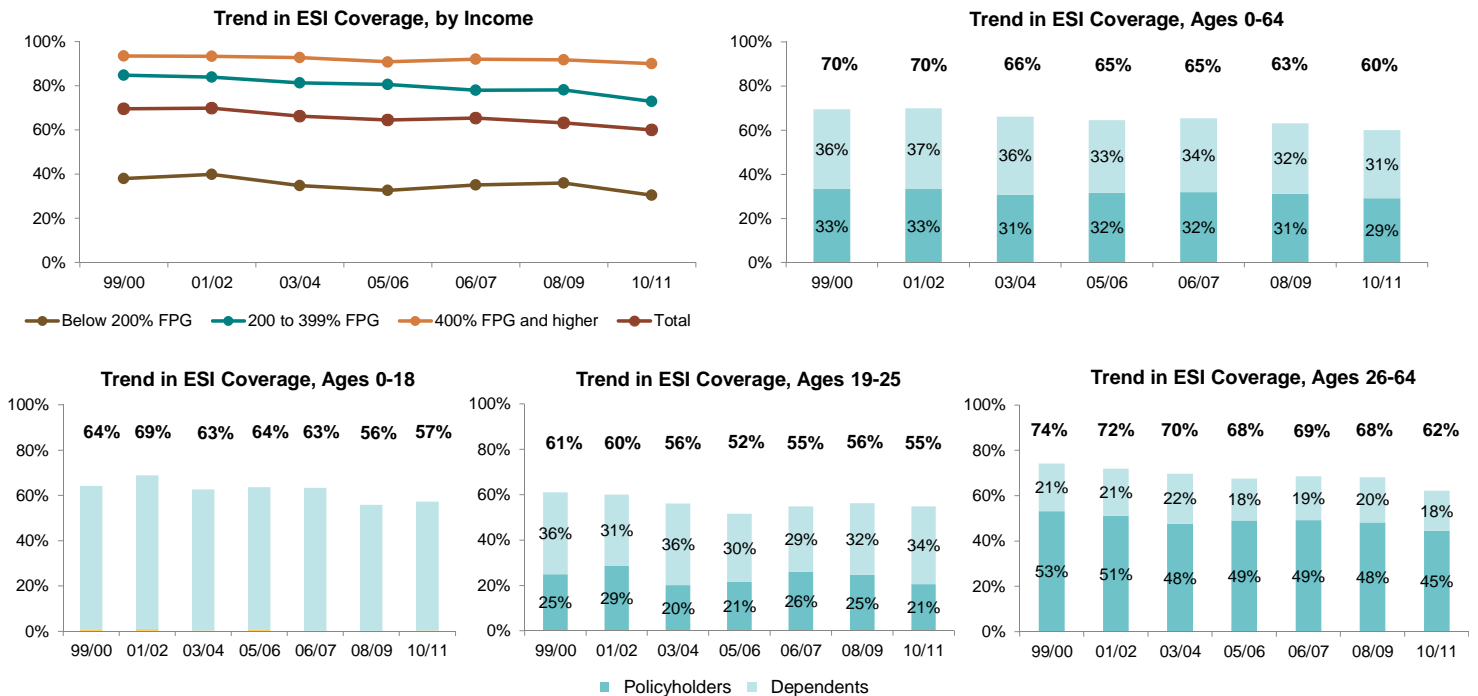 Trend in ESI Coverage, by Income
100%
80%
60%
40%
20%
0%
99/00 01/02 03/04 05/06 06/07 08/09 10/11
Below 200% FPG 200 to 399% FPG 400% FPG and higher Total
Trend in ESI Coverage, Ages 0-64
100%
80%
60%
40%
20%
0%
70% 70% 66% 65% 65% 63% 60%
36% 37% 36% 33% 34% 32% 31%
33% 33% 31% 32% 32% 31% 29%
99/00 01/02 03/04 05/06 06/07 08/09 10/11
Trend in ESI Coverage, Ages 0-18
100%
80%
60%
40%
20%
0%
64% 69% 63% 64% 63% 56% 57%
99/00 01/02 03/04 05/06 06/07 08/09 10/11
Trend in ESI Coverage, Ages 19-25
100%
80%
60%
40%
20%
0%
61% 60% 56% 52% 55% 56% 55%
36% 31% 36% 30% 29% 32% 34%
25% 29% 20% 21% 26% 25% 21%
99/00 01/02 03/04 05/06 06/07 08/09 10/11
Trend in ESI Coverage, Ages 26-64
100%
80%
60%
40%
20%
0%
74% 72% 70% 68% 69% 68% 62%
21% 21% 22% 18% 19% 20% 18%
53% 51% 48% 49% 49% 48% 45%
99/00 01/02 03/04 05/06 06/07 08/09 10/11
Policyholders Dependents